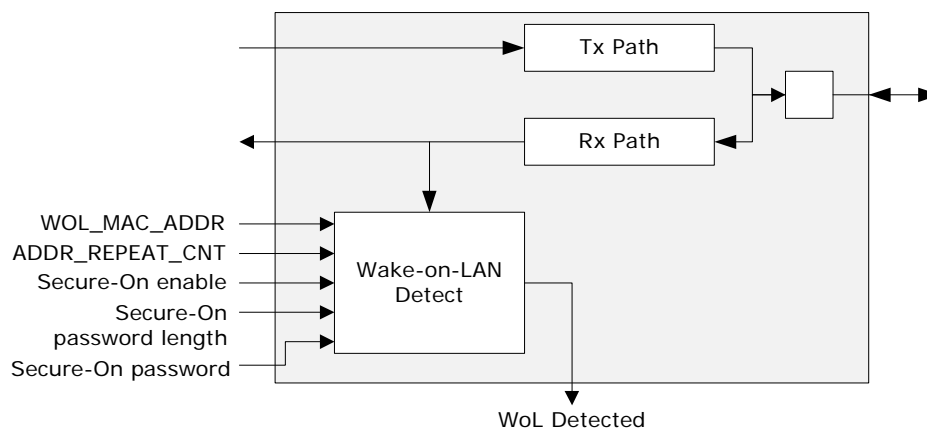 Tx Path
Rx Path
WOL_MAC_ADDR
ADDR_REPEAT_CNT
Secure-On enable
Secure-On
password length
Secure-On password
Wake-on-LAN
Detect
WoL Detected